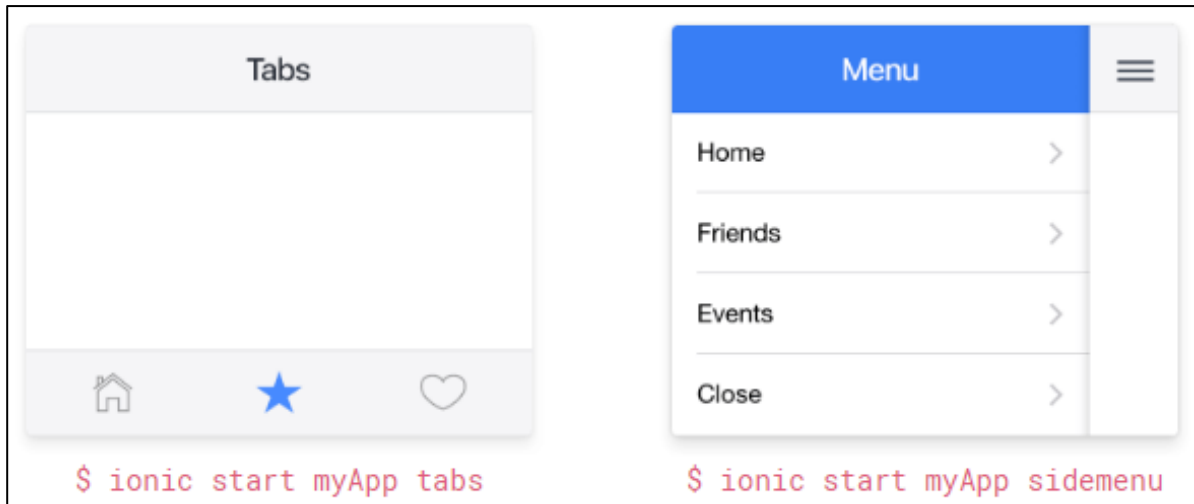 Tabs
$ ionic start myApp tabs
Menu
Home
Friends
Events
Close
$ ionic start myApp sidemenu